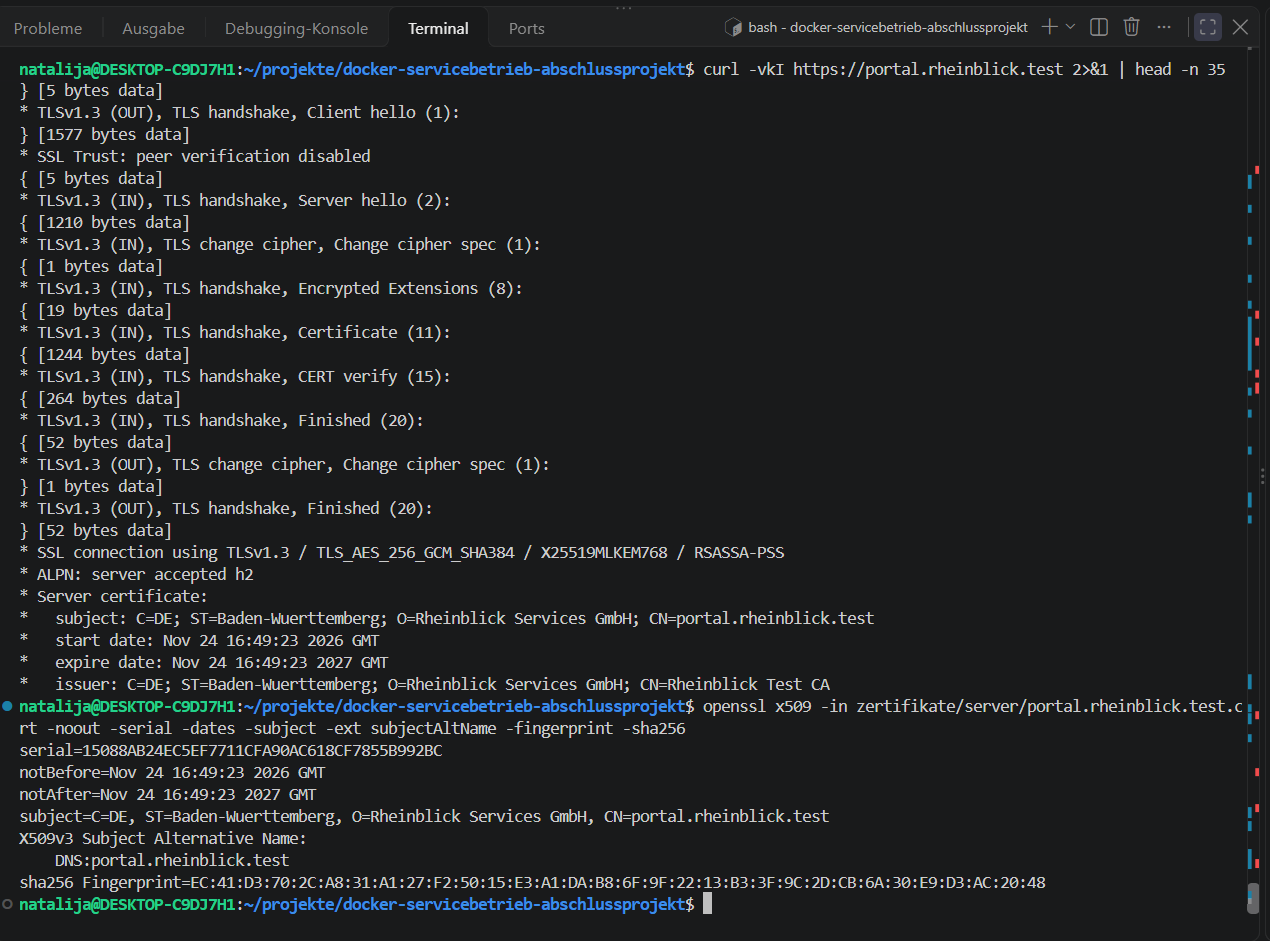 Probleme Ausgabe Debugging-Konsole Terminal Ports bash - docker-servicebetrieb-abschlussprojekt
natalija@DESKTOP-C9DJ7H1:~/projekte/docker-servicebetrieb-abschlussprojekt$ curl -vkI https://portal.rheinblick.test 2>&1 | head -n 35
} [5 bytes data]
* TLSv1.3 (OUT), TLS handshake, Client hello (1):
} [1577 bytes data]
* SSL Trust: peer verification disabled
{ [5 bytes data]
* TLSv1.3 (IN), TLS handshake, Server hello (2):
{ [1210 bytes data]
* TLSv1.3 (IN), TLS change cipher, Change cipher spec (1):
{ [1 bytes data]
* TLSv1.3 (IN), TLS handshake, Encrypted Extensions (8):
{ [19 bytes data]
* TLSv1.3 (IN), TLS handshake, Certificate (11):
{ [1244 bytes data]
* TLSv1.3 (IN), TLS handshake, CERT verify (15):
{ [264 bytes data]
* TLSv1.3 (IN), TLS handshake, Finished (20):
{ [52 bytes data]
* TLSv1.3 (OUT), TLS change cipher, Change cipher spec (1):
} [1 bytes data]
* TLSv1.3 (OUT), TLS handshake, Finished (20):
} [52 bytes data]
* SSL connection using TLSv1.3 / TLS_AES_256_GCM_SHA384 / X25519MLKEM768 / RSASSA-PSS
* ALPN: server accepted h2
* Server certificate:
*   subject: C=DE; ST=Baden-Wuerttemberg; O=Rheinblick Services GmbH; CN=portal.rheinblick.test
*   start date: Nov 24 16:49:23 2026 GMT
*   expire date: Nov 24 16:49:23 2027 GMT
*   issuer: C=DE; ST=Baden-Wuerttemberg; O=Rheinblick Services GmbH; CN=Rheinblick Test CA
natalija@DESKTOP-C9DJ7H1:~/projekte/docker-servicebetrieb-abschlussprojekt$ openssl x509 -in zertifikate/server/portal.rheinblick.test.c
rt -noout -serial -dates -subject -ext subjectAltName -fingerprint -sha256
serial=15088AB24EC5EF7711CFA90AC618CF7855B992BC
notBefore=Nov 24 16:49:23 2026 GMT
notAfter=Nov 24 16:49:23 2027 GMT
subject=C=DE, ST=Baden-Wuerttemberg, O=Rheinblick Services GmbH, CN=portal.rheinblick.test
X509v3 Subject Alternative Name:
    DNS:portal.rheinblick.test
sha256 Fingerprint=EC:41:D3:70:2C:A8:31:A1:27:F2:50:15:E3:A1:DA:B8:6F:9F:22:13:B3:3F:9C:2D:CB:6A:30:E9:D3:AC:20:48
natalija@DESKTOP-C9DJ7H1:~/projekte/docker-servicebetrieb-abschlussprojekt$